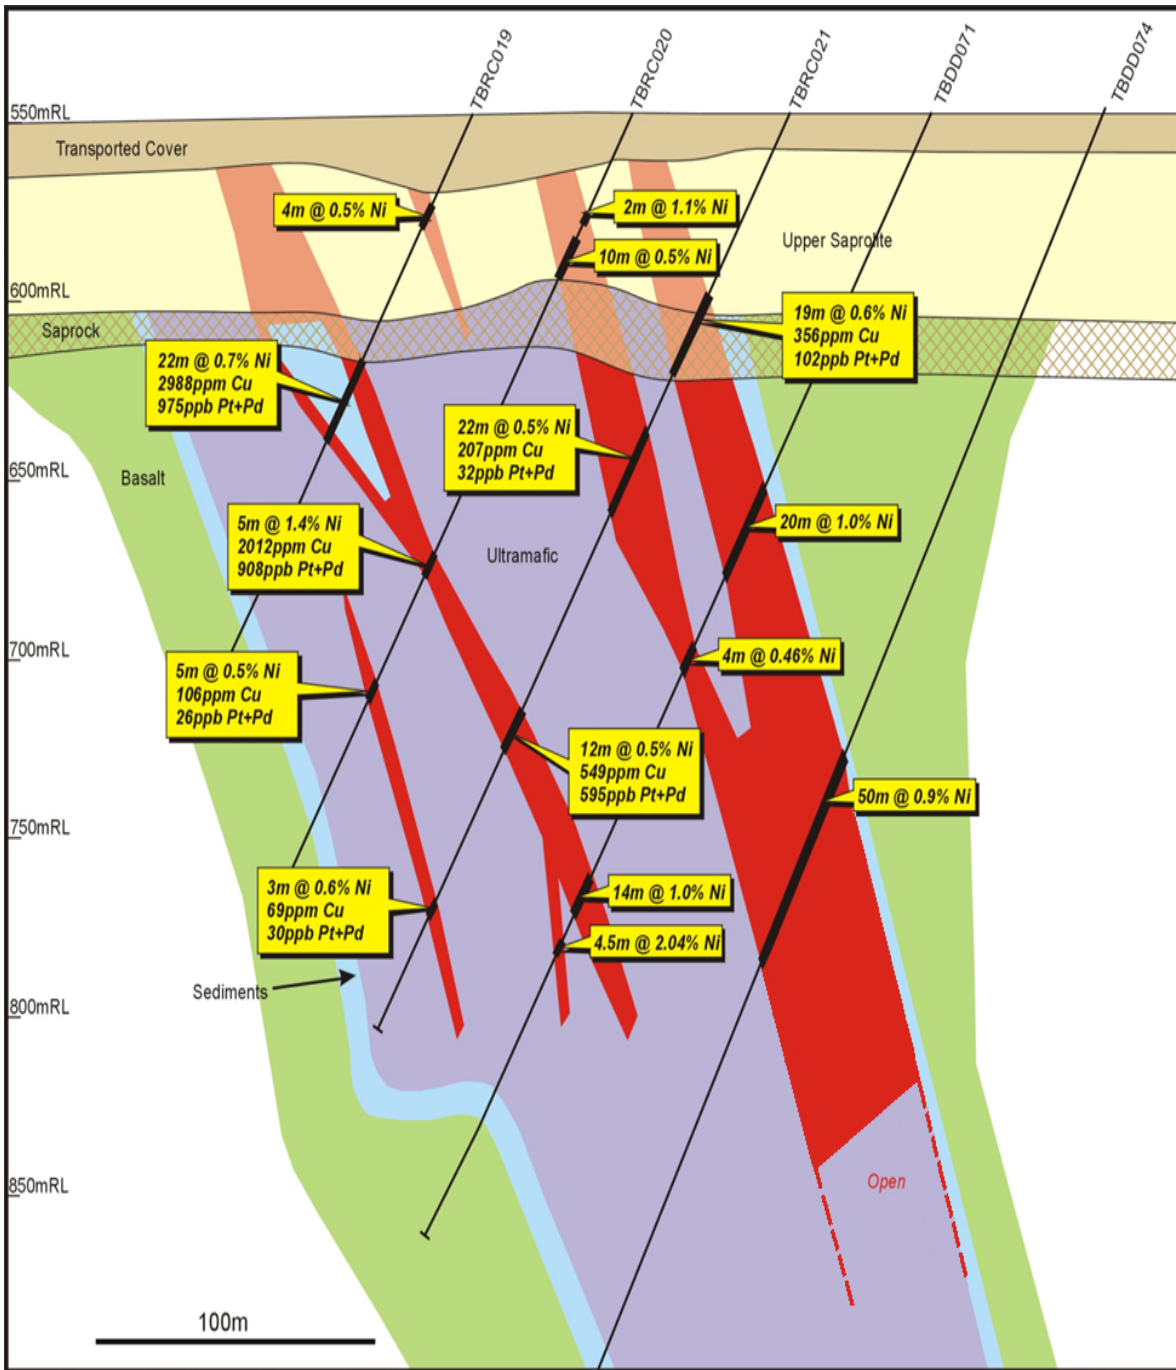 TBRC019
TBRC020
TBRC021
TBDD071
TBDD074
550mRL
Transported Cover
4m @ 0.5% Ni
2m @ 1.1% Ni
10m @ 0.5% Ni
Upper Saprolite
600mRL
Saprock
19m @ 0.6% Ni
356ppm Cu
102ppb Pt+Pd
22m @ 0.7% Ni
2988ppm Cu
975ppb Pt+Pd
22m @ 0.5% Ni
207ppm Cu
32ppb Pt+Pd
650mRL
Basalt
5m @ 1.4% Ni
2012ppm Cu
908ppb Pt+Pd
Ultramafic
20m @ 1.0% Ni
700mRL
5m @ 0.5% Ni
106ppm Cu
26ppb Pt+Pd
4m @ 0.46% Ni
12m @ 0.5% Ni
549ppm Cu
595ppb Pt+Pd
50m @ 0.9% Ni
750mRL
3m @ 0.6% Ni
69ppm Cu
30ppb Pt+Pd
14m @ 1.0% Ni
4.5m @ 2.04% Ni
Sediments
800mRL
850mRL
Open
100m